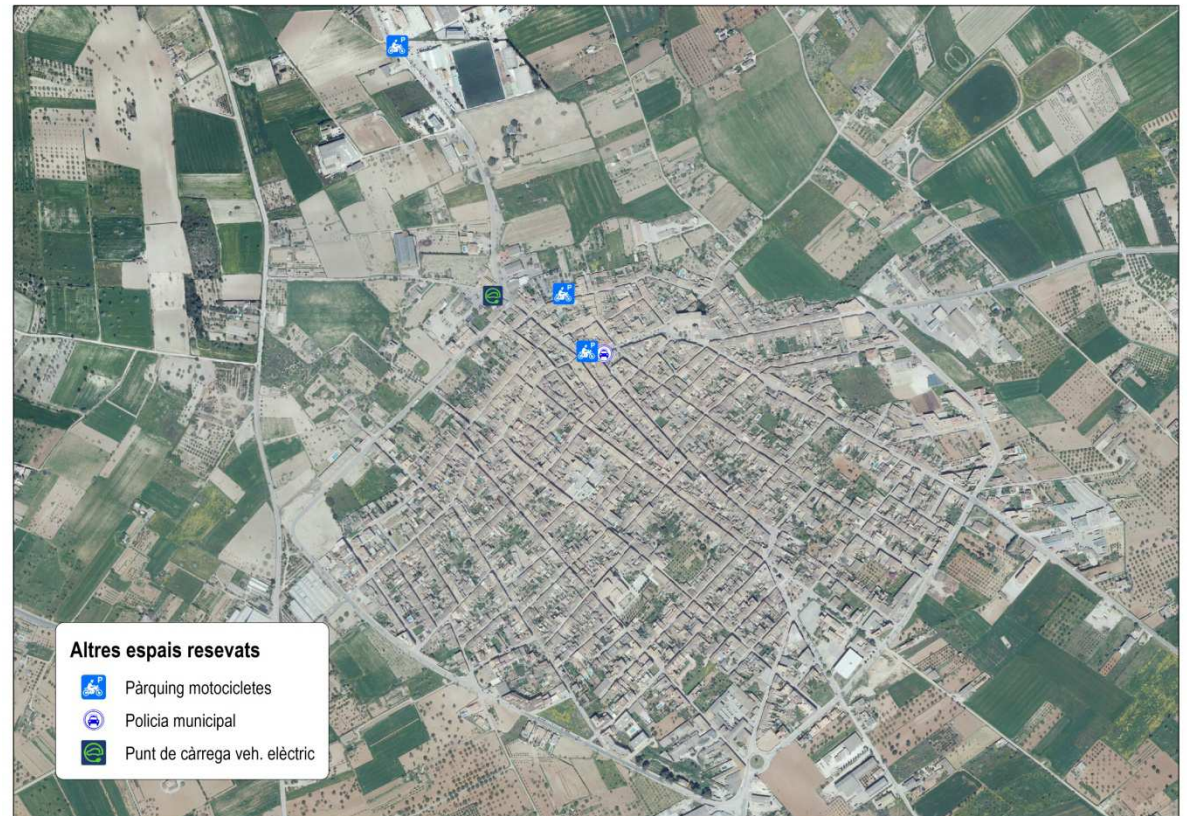 P
P
P
Altres espais resevats
P
Pàrquing motocicletes
Policia municipal
Punt de càrrega veh. elèctric